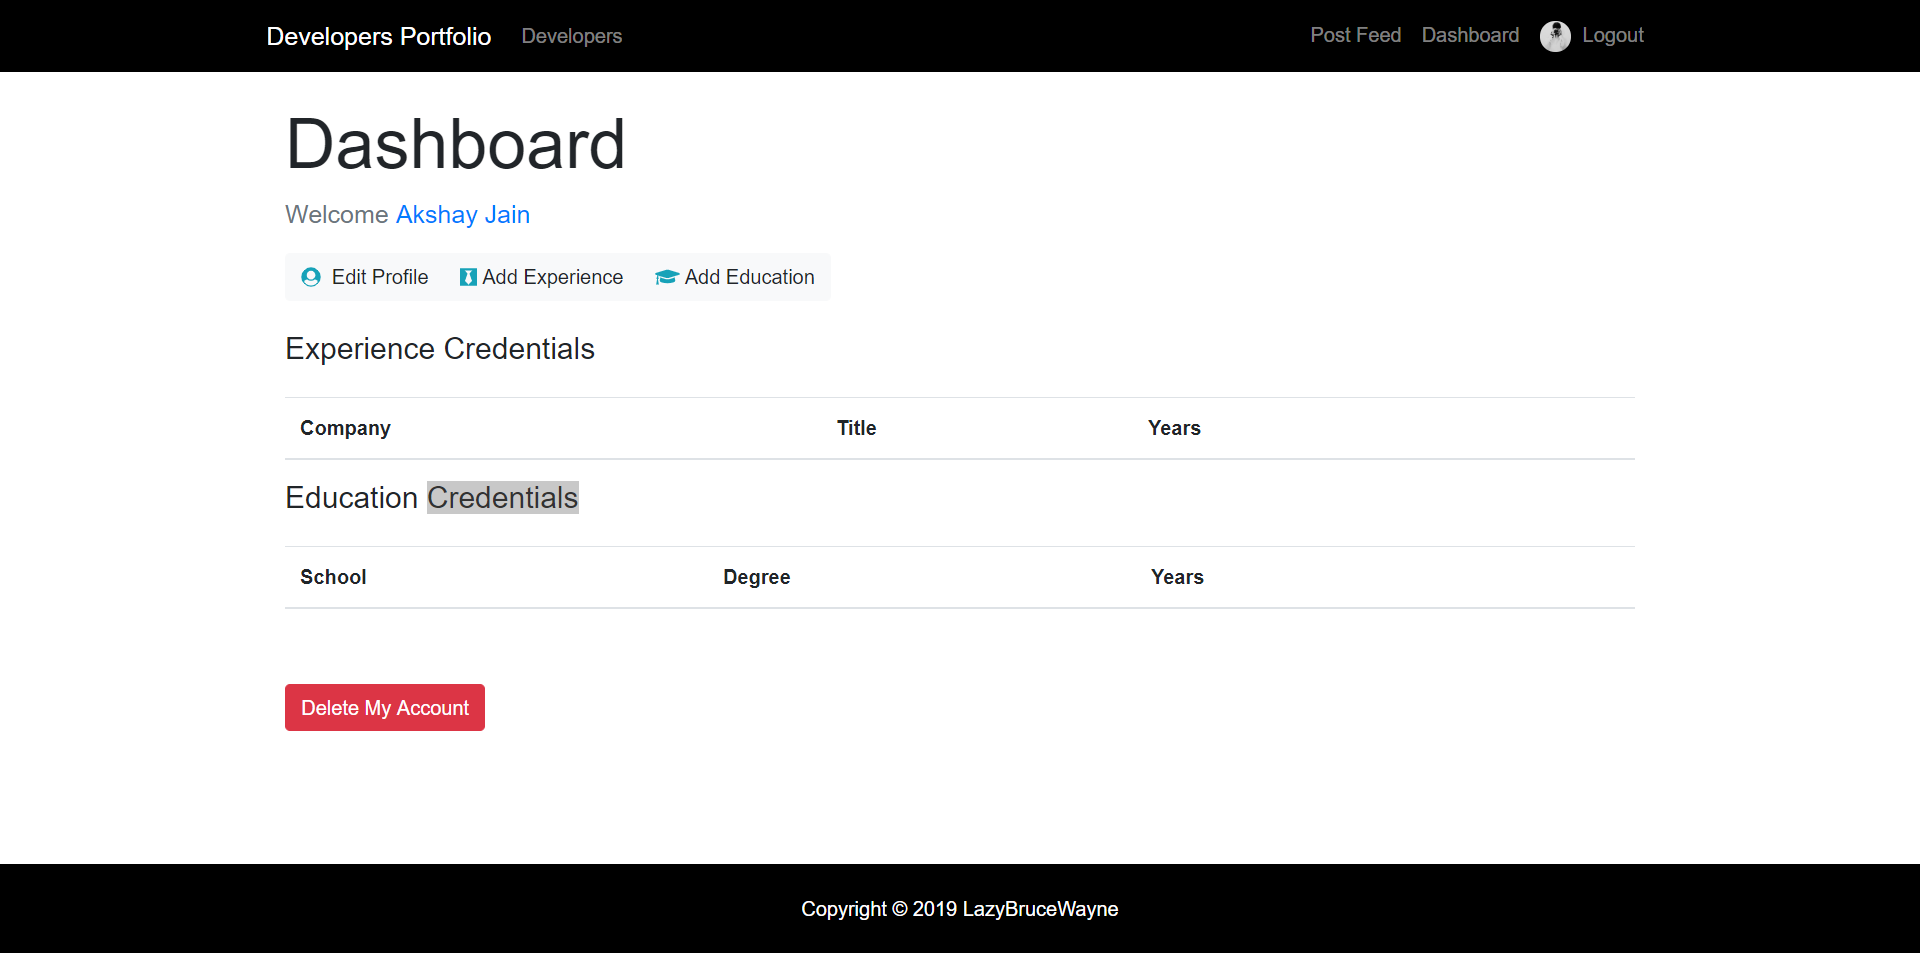 Developers Portfolio Developers Post Feed Dashboard Logout
Dashboard
Welcome Akshay Jain
Edit Profile Add Experience Add Education
Experience Credentials
Company Title Years
Education Credentials
School Degree Years
Delete My Account
Copyright © 2019 LazyBruceWayne